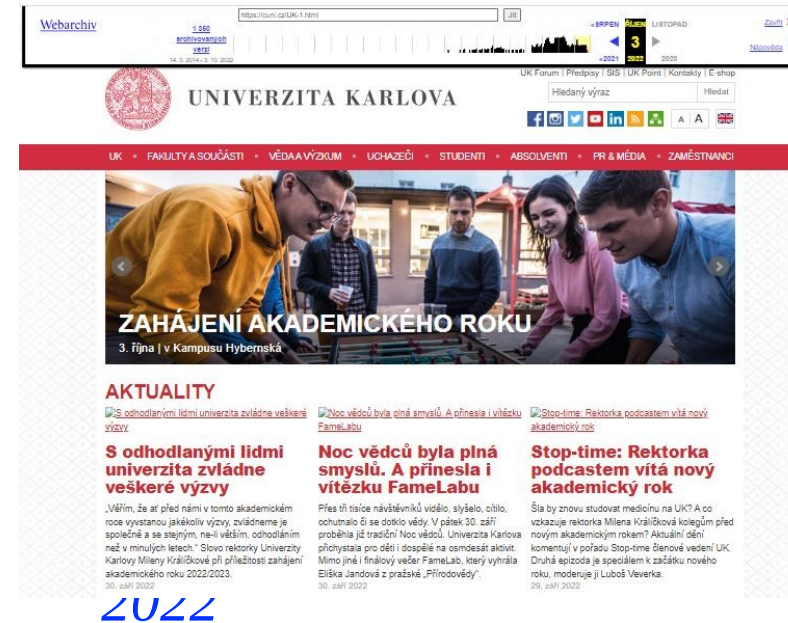 Webarchiv
https://cuni.cz/UK-1.html
Jít
1 360
archivovaných
verzí
14. 3. 2014 - 3. 10. 2022
«SRPEN ŘÍJEN LISTOPAD
3
«2021 2022 2023
Zavřít
Nápověda
UK Forum | Předpisy | SIS | UK Point | Kontakty | E-shop
UNIVERZITA KARLOVA
Hledaný výraz Hledat
A A
UK • FAKULTY A SOUČÁSTI • VĚDA A VÝZKUM • UCHAZEČI • STUDENTI • ABSOLVENTI • PR & MÉDIA • ZAMĚSTNANCI
ZAHÁJENÍ AKADEMICKÉHO ROKU
3. října | v Kampusu Hybernská
AKTUALITY
S odhodlanými lidmi univerzita zvládne veškeré
výzvy
S odhodlanými lidmi
univerzita zvládne
veškeré výzvy
„Věřím, že ať před námi v tomto akademickém
roce vyvstanou jakékoliv výzvy, zvládneme je
společně a se stejným, ne-li větším, odhodláním
než v minulých letech.“ Slovo rektorky Univerzity
Karlovy Mileny Králíčkové při příležitosti zahájení
akademického roku 2022/2023.
30. září 2022
Noc vědců byla plná smyslů. A přinesla i vítězku
FameLabu
Noc vědců byla plná
smyslů. A přinesla i
vítězku FameLabu
Přes tři tisíce návštěvníků vidělo, slyšelo, cítilo,
ochutnalo či se dotklo vědy. V pátek 30. září
proběhla již tradiční Noc vědců. Univerzita Karlova
přichystala pro děti i dospělé na osmdesát aktivit.
Mimo jiné i finálový večer FameLab, který vyhrála
Eliška Jandová z pražské „Přírodovědy“.
30. září 2022
Stop-time: Rektorka podcastem vítá nový
akademický rok
Stop-time: Rektorka
podcastem vítá nový
akademický rok
Šla by znovu studovat medicínu na UK? A co
vzkazuje rektorka Milena Králíčková kolegům před
novým akademickým rokem? Aktuální dění
komentují v pořadu Stop-time členové vedení UK.
Druhá epizoda je speciálem k začátku nového
roku, moderuje ji Luboš Veverka.
29. září 2022
2022